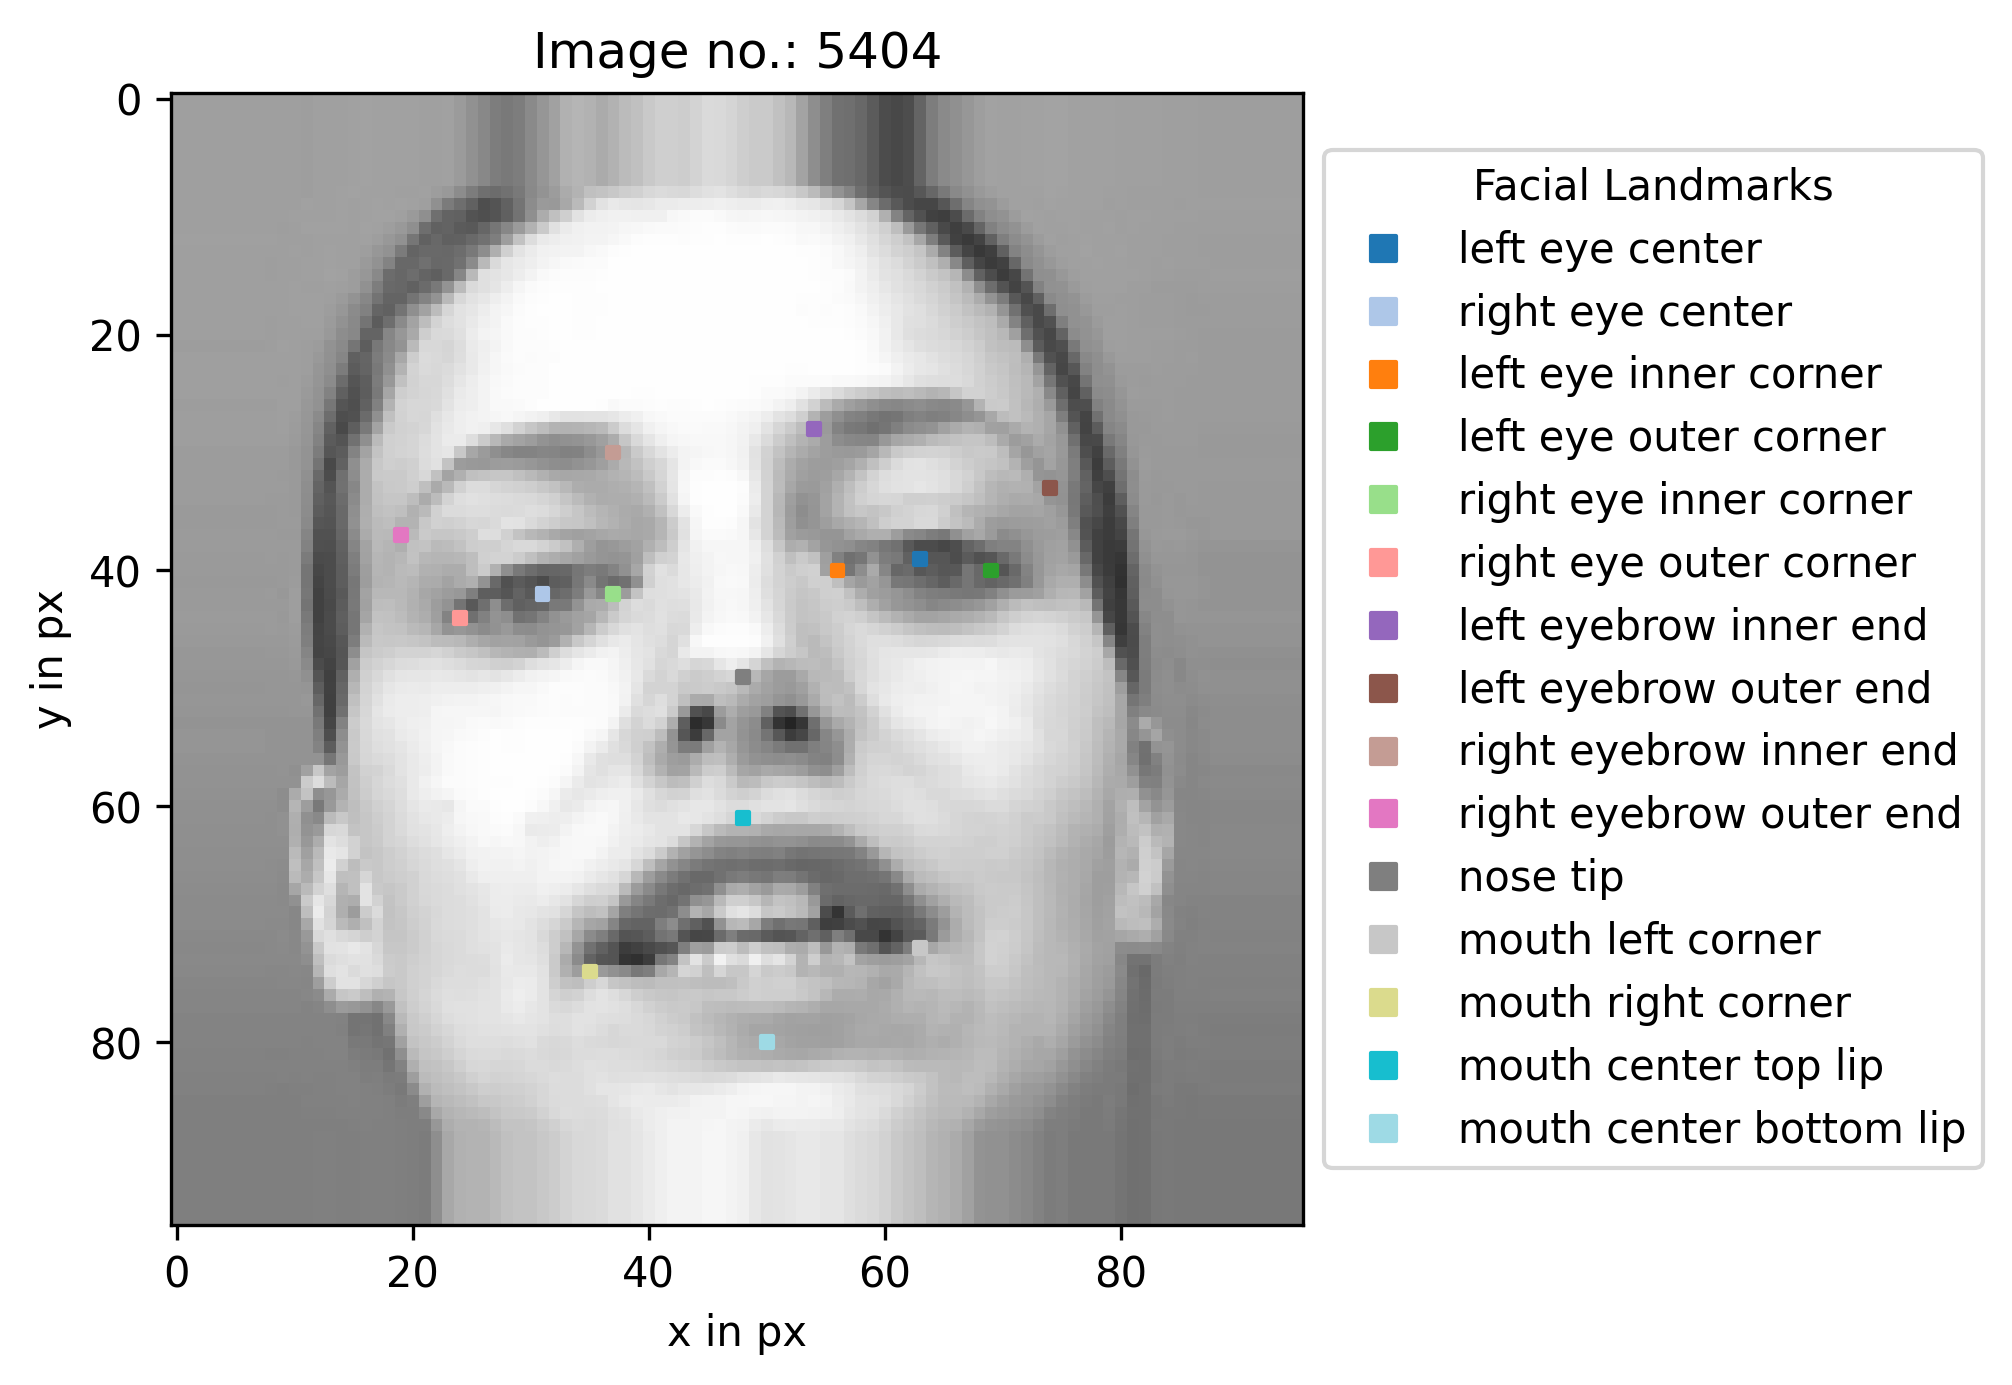 Image no.: 5404
0
20
40
60
80
y in px
0 20 40 60 80
x in px
Facial Landmarks
left eye center
right eye center
left eye inner corner
left eye outer corner
right eye inner corner
right eye outer corner
left eyebrow inner end
left eyebrow outer end
right eyebrow inner end
right eyebrow outer end
nose tip
mouth left corner
mouth right corner
mouth center top lip
mouth center bottom lip